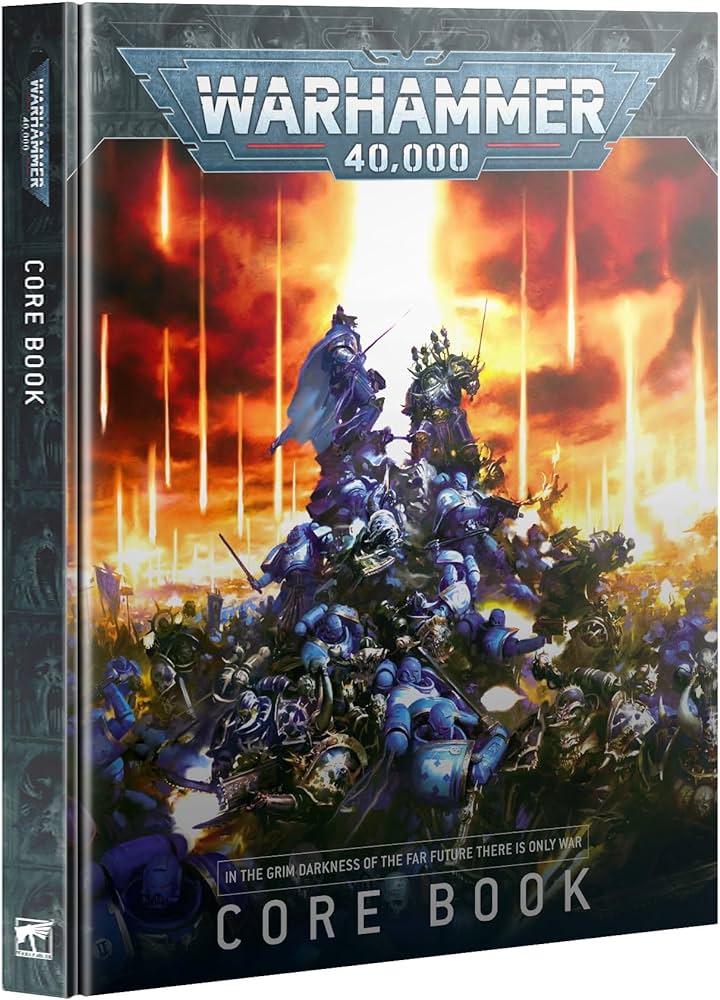 WARHAMMER
40,000
CORE BOOK
WARHAMMER
40,000
IN THE GRIM DARKNESS OF THE FAR FUTURE THERE IS ONLY WAR
CORE BOOK